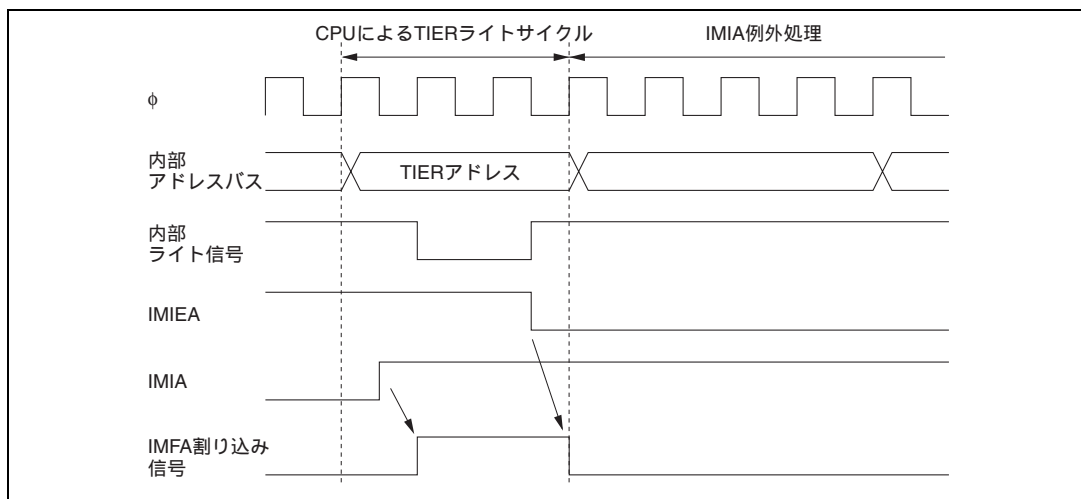 CPUによるTIERライトサイクル
IMIA例外処理
φ
内部
アドレスバス
TIERアドレス
内部
ライト信号
IMIEA
IMIA
IMFA割り込み
信号